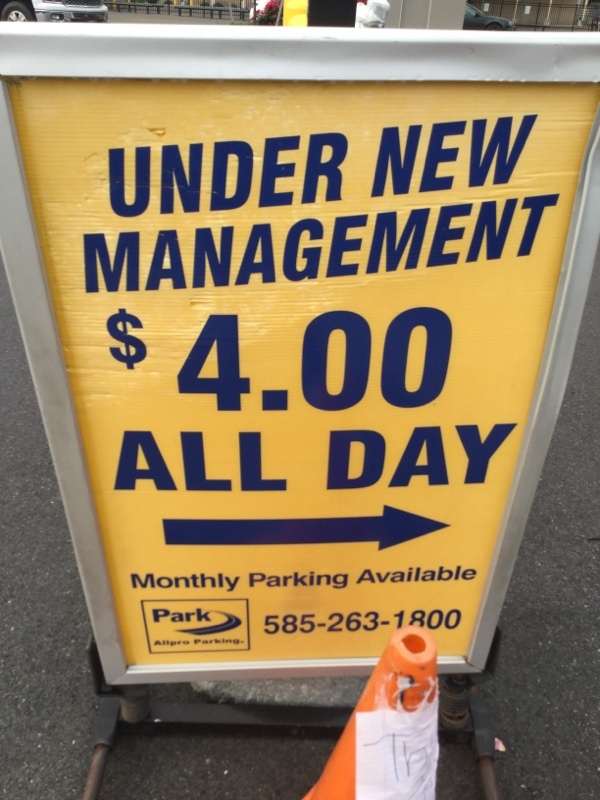 UNDER NEW
MANAGEMENT
$4.00
ALL DAY
Monthly Parking Available
Park
Allpro Parking.
585-263-1800